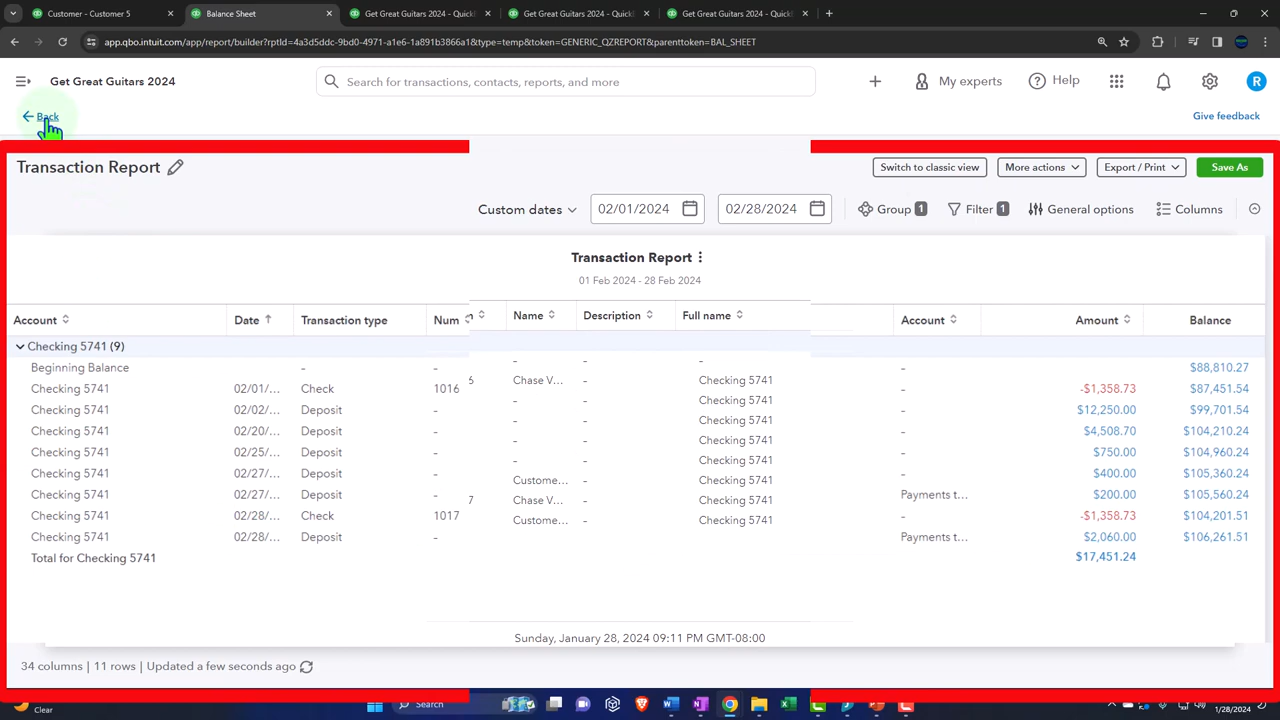 Customer - Customer 5
Balance Sheet
Get Great Guitars 2024 - Quick
Get Great Guitars 2024 - Quick
Get Great Guitars 2024 - Quick
app.qbo.intuit.com/app/report/builder?rptId=4a3d5ddc-9bd0-4971-a1e6-1a891b3866a1&type=temp&token=GENERIC_QZREPORT&parenttoken=BAL_SHEET
Get Great Guitars 2024
Search for transactions, contacts, reports, and more
My experts
Help
R
Back
Give feedback
Transaction Report
Switch to classic view
More actions
Export / Print
Save As
Custom dates
02/01/2024
02/28/2024
Group 1
Filter 1
General options
Columns
Transaction Report
01 Feb 2024 - 28 Feb 2024
Account Date Transaction type Num n Name Description Full name Account Amount Balance
Checking 5741 (9)
Beginning Balance - - - - - - $88,810.27
Checking 5741 02/01/... Check 1016 6 Chase V... - Checking 5741 - -$1,358.73 $87,451.54
Checking 5741 02/02/... Deposit - - - Checking 5741 - $12,250.00 $99,701.54
Checking 5741 02/20/... Deposit - - - Checking 5741 - $4,508.70 $104,210.24
Checking 5741 02/25/... Deposit - - - Checking 5741 - $750.00 $104,960.24
Checking 5741 02/27/... Deposit - - - Checking 5741 - $400.00 $105,360.24
Checking 5741 02/27/... Deposit - Custome... - Checking 5741 Payments t... $200.00 $105,560.24
Checking 5741 02/28/... Check 1017 7 Chase V... - Checking 5741 - -$1,358.73 $104,201.51
Checking 5741 02/28/... Deposit - Custome... - Checking 5741 Payments t... $2,060.00 $106,261.51
Total for Checking 5741 $17,451.24
Sunday, January 28, 2024 09:11 PM GMT-08:00
34 columns | 11 rows | Updated a few seconds ago
Clear
Search
1/28/2024